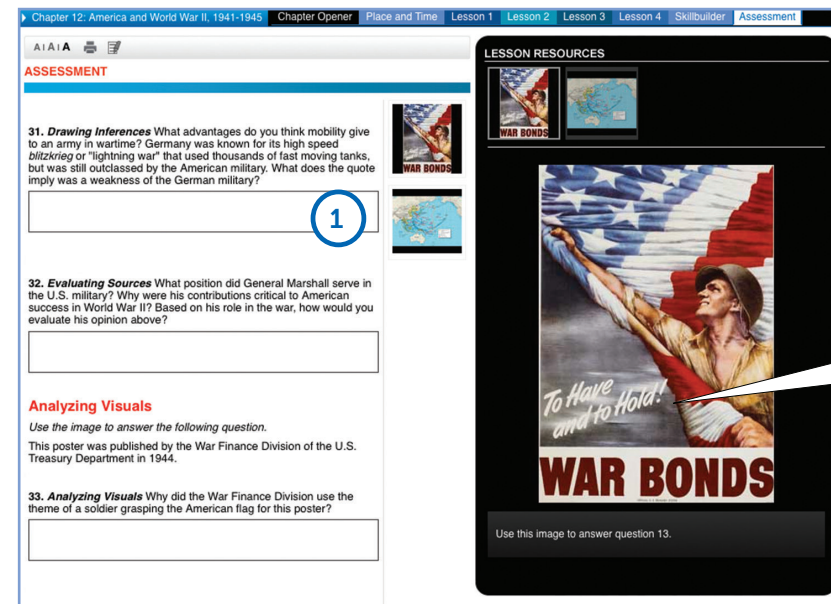 Chapter 12: America and World War II, 1941-1945 Chapter Opener Place and Time Lesson 1 Lesson 2 Lesson 3 Lesson 4 Skillbuilder Assessment
A I A I A
ASSESSMENT
31. Drawing Inferences What advantages do you think mobility give
to an army in wartime? Germany was known for its high speed
blitzkrieg or "lightning war" that used thousands of fast moving tanks,
but was still outclassed by the American military. What does the quote
imply was a weakness of the German military?
1
32. Evaluating Sources What position did General Marshall serve in
the U.S. military? Why were his contributions critical to American
success in World War II? Based on his role in the war, how would you
evaluate his opinion above?
Analyzing Visuals
Use the image to answer the following question.
This poster was published by the War Finance Division of the U.S.
Treasury Department in 1944.
33. Analyzing Visuals Why did the War Finance Division use the
theme of a soldier grasping the American flag for this poster?
WAR BONDS
LESSON RESOURCES
WAR BONDS
To Have
and to Hold!
WAR BONDS
Use this image to answer question 13.